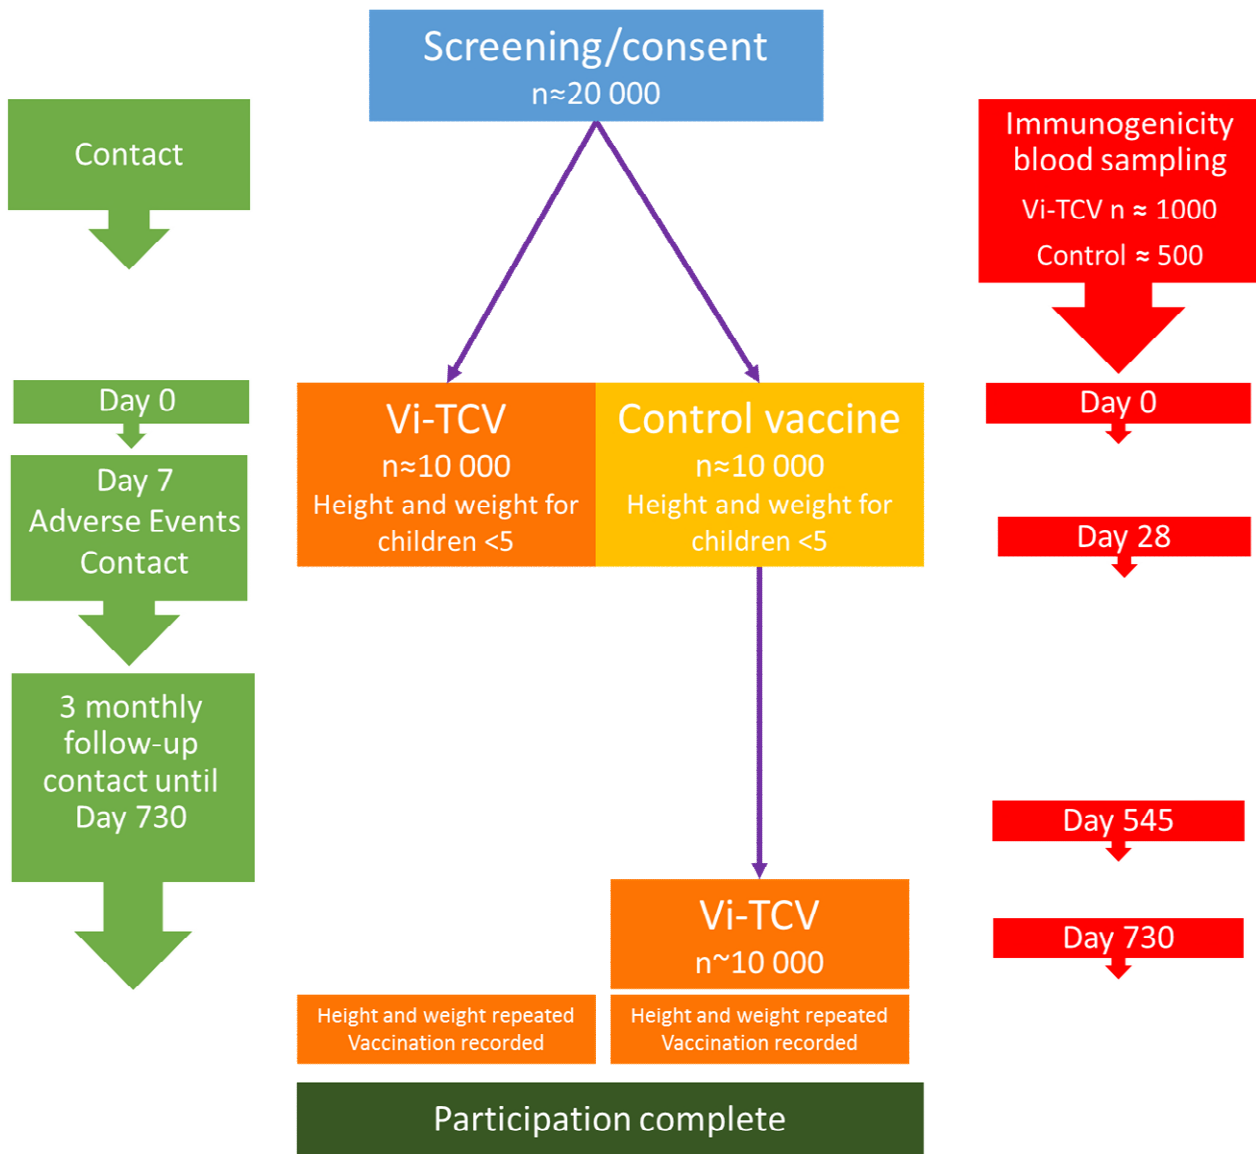 Screening/consent
n≈20 000
Contact
Immunogenicity
blood sampling
Vi-TCV n ≈ 1000
Control ≈ 500
Day 0
Day 7
Adverse Events
Contact
3 monthly
follow-up
contact until
Day 730
Vi-TCV
n≈10 000
Height and weight for
children <5
Control vaccine
n≈10 000
Height and weight for
children <5
Day 0
Day 28
Day 545
Day 730
Vi-TCV
n~10 000
Height and weight repeated
Vaccination recorded
Height and weight repeated
Vaccination recorded
Participation complete